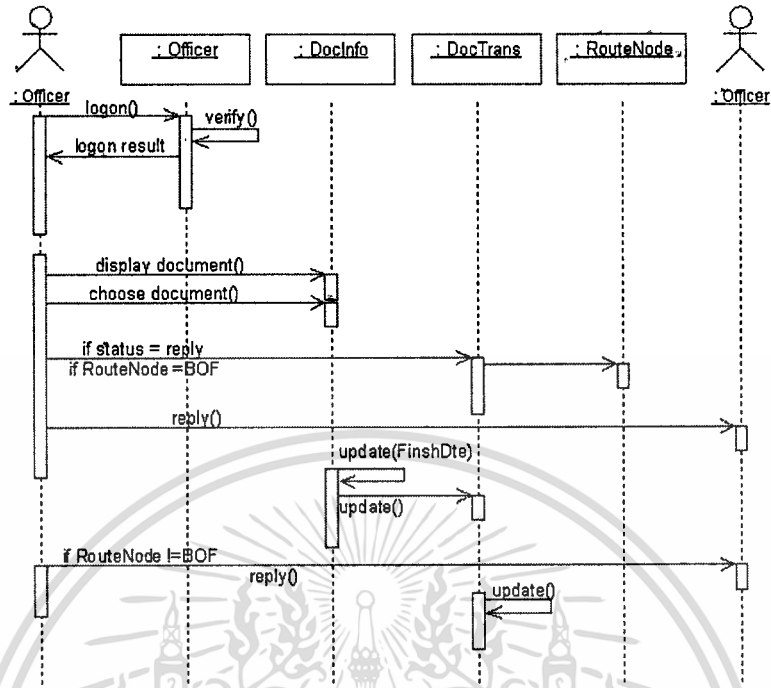 : Officer
: DocInfo
: DocTrans
: RouteNode
: Officer
: Officer
logon()
verify()
logon result
display document()
choose document()
if status = reply
if RouteNode =BOF
reply()
update(FinshDte)
update()
if RouteNode !=BOF
reply()
update()